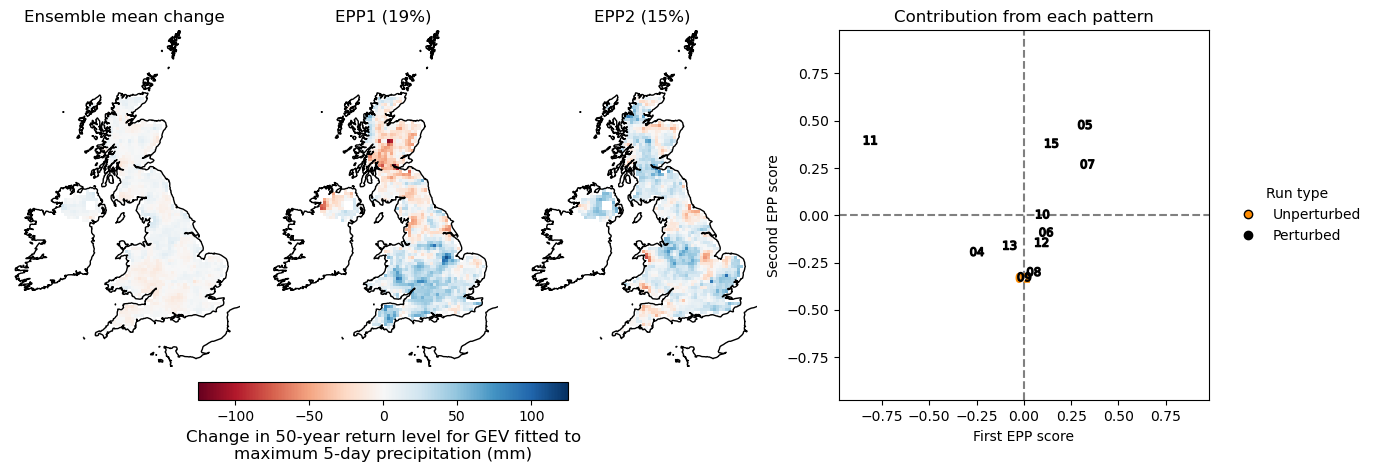 Ensemble mean change
EPP1 (19%)
EPP2 (15%)
Contribution from each pattern
−100 −50 0 50 100
Change in 50-year return level for GEV fitted to
maximum 5-day precipitation (mm)
Second EPP score
0.75
0.50
0.25
0.00
−0.25
−0.50
−0.75
05
11
15
07
10
06
12
13
04
08
09
−0.75 −0.50 −0.25 0.00 0.25 0.50 0.75
First EPP score
Run type
Unperturbed
Perturbed